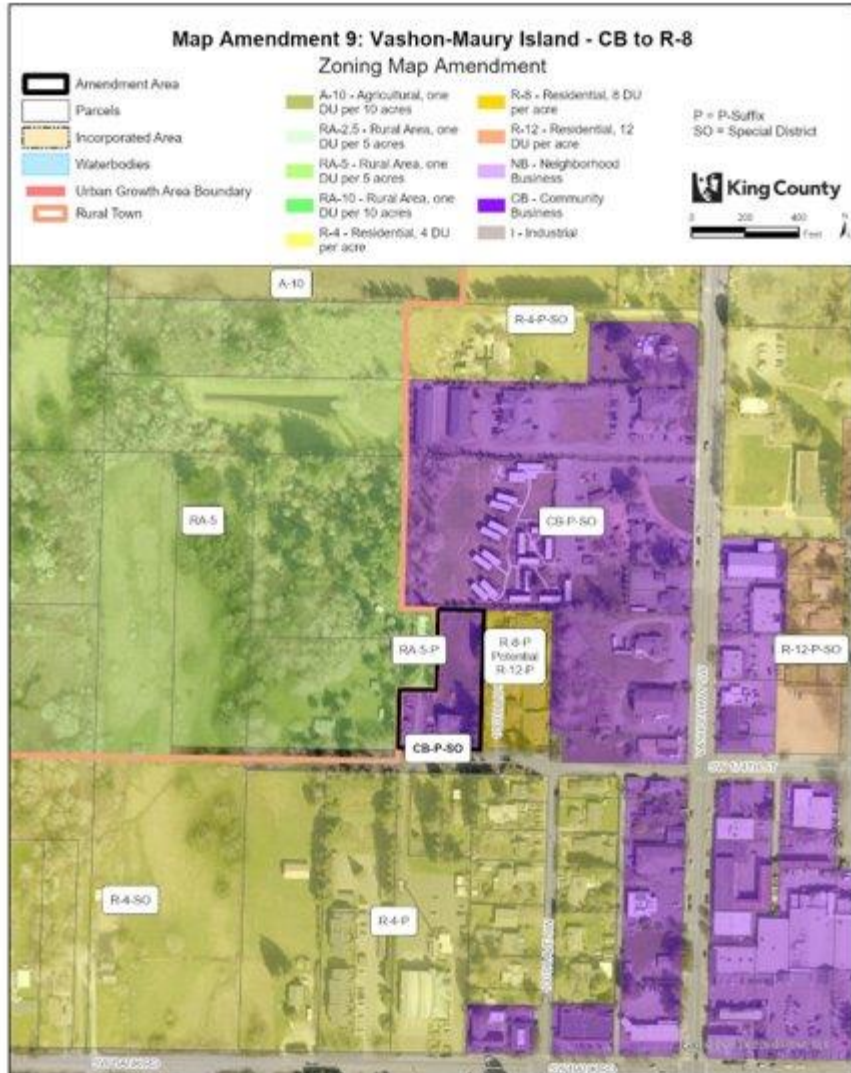 Map Amendment 9: Vashon-Maury Island - CB to R-8
Zoning Map Amendment
Amendment Area
Parcels
Incorporated Area
Waterbodies
Urban Growth Area Boundary
Rural Town
A-10 - Agricultural, one
DU per 10 acres
RA-2.5 - Rural Area, one
DU per 5 acres
RA-5 - Rural Area, one
DU per 5 acres
RA-10 - Rural Area, one
DU per 10 acres
R-4 - Residential, 4 DU
per acre
R-8 - Residential, 8 DU
per acre
R-12 - Residential, 12
DU per acre
NB - Neighborhood
Business
CB - Community
Business
I - Industrial
P = P-Suffix
SO = Special District
King County
0 200 400
Feet
N
A-10
R-4-P-SO
RA-5
CB-P-SO
RA-5-P
R-8-P
Potential
R-12-P
R-12-P-SO
CB-P-SO
R-4-SO
R-4-P